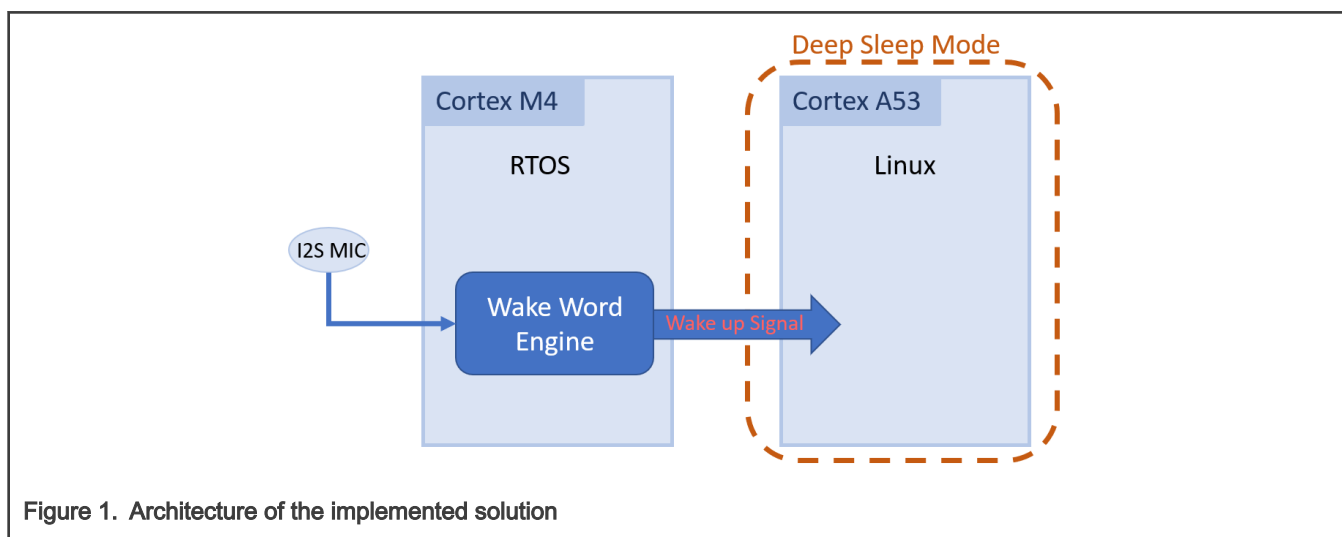 Deep Sleep Mode
Cortex M4
Cortex A53
RTOS
Linux
I2S MIC
Wake Word
Engine
Wake up Signal
Figure 1. Architecture of the implemented solution